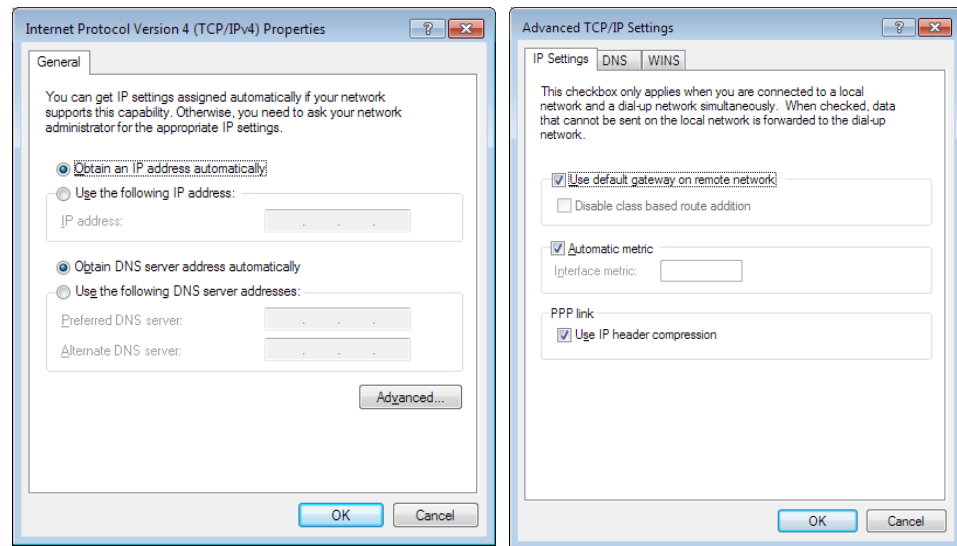 Internet Protocol Version 4 (TCP/IPv4) Properties
General
You can get IP settings assigned automatically if your network
supports this capability. Otherwise, you need to ask your network
administrator for the appropriate IP settings.
Obtain an IP address automatically
Use the following IP address:
IP address:
Obtain DNS server address automatically
Use the following DNS server addresses:
Preferred DNS server:
Alternate DNS server:
Advanced...
OK
Cancel
Advanced TCP/IP Settings
IP Settings
DNS
WINS
This checkbox only applies when you are connected to a local
network and a dial-up network simultaneously. When checked, data
that cannot be sent on the local network is forwarded to the dial-up
network.
Use default gateway on remote network
Disable class based route addition
Automatic metric
Interface metric:
PPP link
Use IP header compression
OK
Cancel